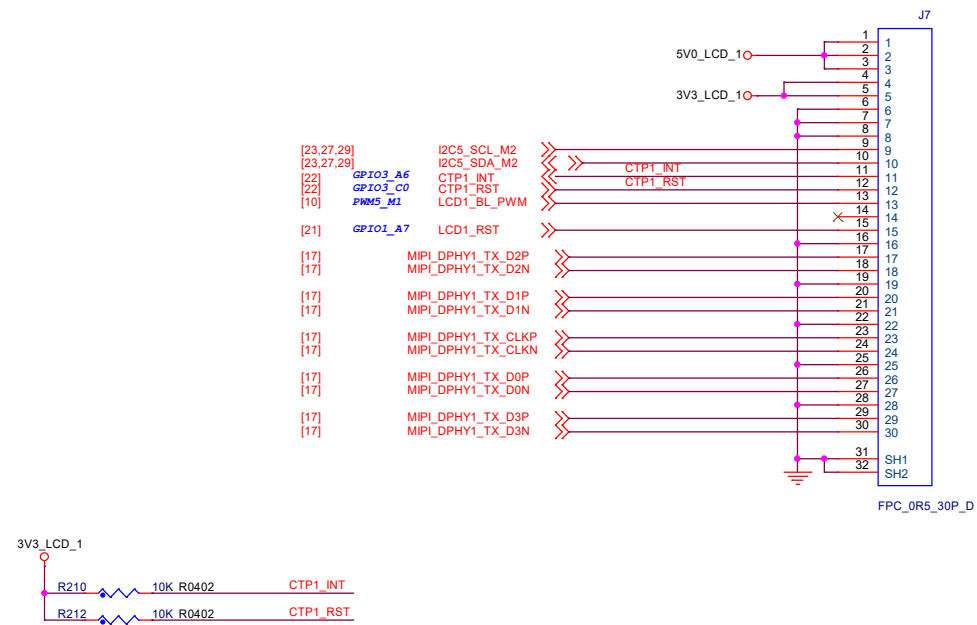 J7
1 1
5V0_LCD_1 2 2
3 3
4 4
3V3_LCD_1 5 5
6 6
7 7
8 8
[23,27,29] I2C5_SCL_M2 9 9
[23,27,29] I2C5_SDA_M2 10 10
[22] GPIO3_A6 CTP1_INT CTP1_INT 11 11
[22] GPIO3_C0 CTP1_RST CTP1_RST 12 12
[10] PWM5_M1 LCD1_BL_PWM 13 13
14 14
[21] GPIO1_A7 LCD1_RST 15 15
16 16
[17] MIPI_DPHY1_TX_D2P 17 17
[17] MIPI_DPHY1_TX_D2N 18 18
19 19
[17] MIPI_DPHY1_TX_D1P 20 20
[17] MIPI_DPHY1_TX_D1N 21 21
22 22
[17] MIPI_DPHY1_TX_CLKP 23 23
[17] MIPI_DPHY1_TX_CLKN 24 24
25 25
[17] MIPI_DPHY1_TX_D0P 26 26
[17] MIPI_DPHY1_TX_D0N 27 27
28 28
[17] MIPI_DPHY1_TX_D3P 29 29
[17] MIPI_DPHY1_TX_D3N 30 30
31 SH1
32 SH2
FPC_0R5_30P_D
3V3_LCD_1
R210 10K R0402 CTP1_INT
R212 10K R0402 CTP1_RST